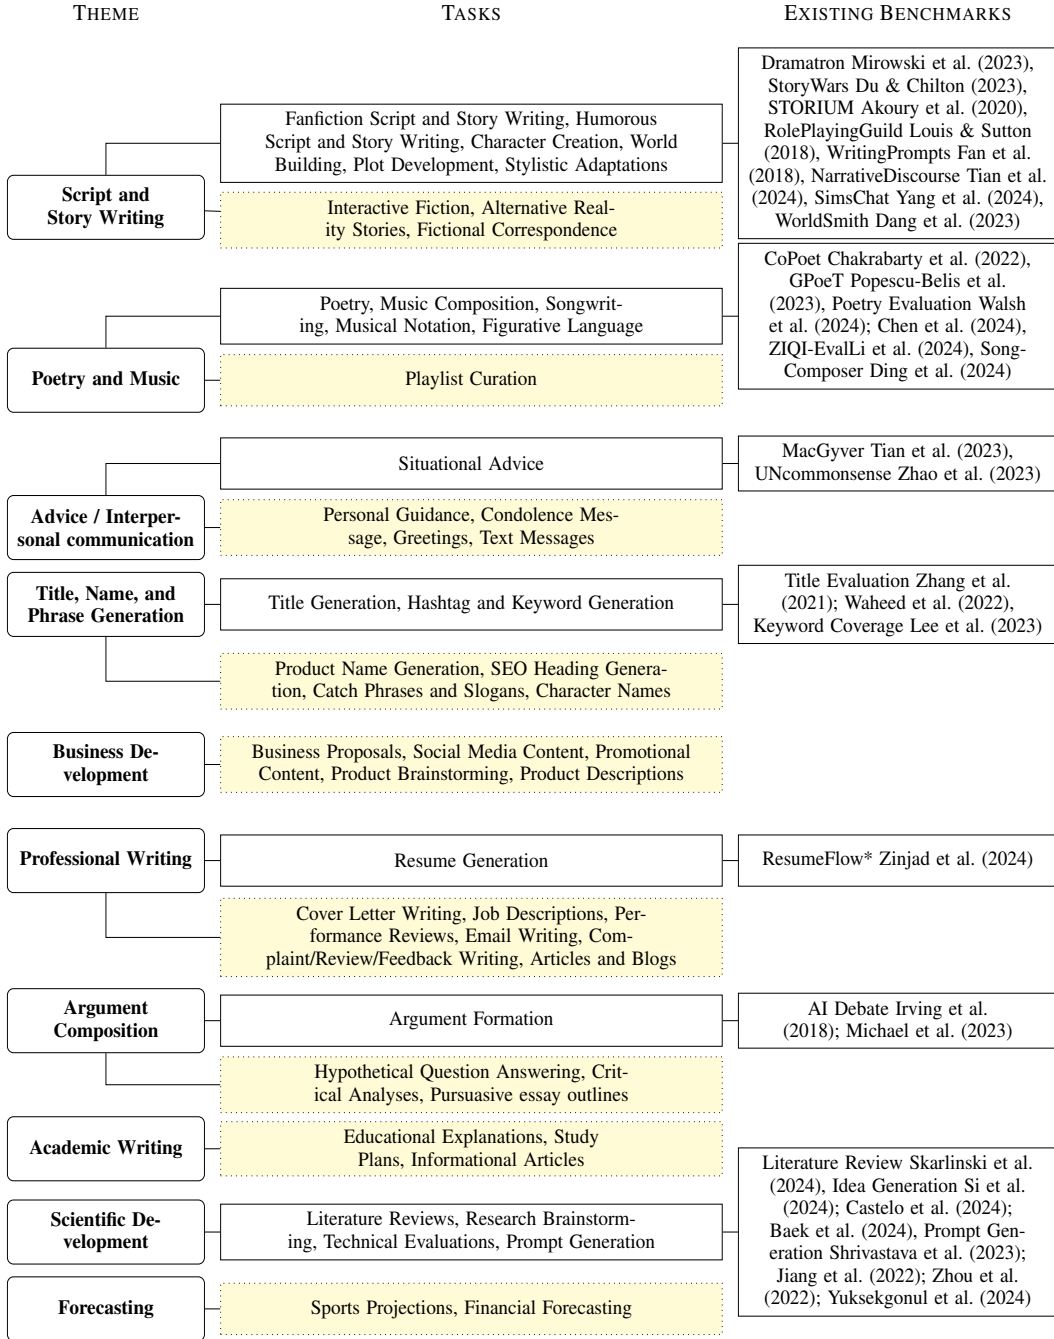 THEME
TASKS
EXISTING BENCHMARKS
Script and
Story Writing
Fanfiction Script and Story Writing, Humorous
Script and Story Writing, Character Creation, World
Building, Plot Development, Stylistic Adaptations
Interactive Fiction, Alternative Real-
ity Stories, Fictional Correspondence
Dramatron Mirowski et al. (2023),
StoryWars Du & Chilton (2023),
STORIUM Akoury et al. (2020),
RolePlayingGuild Louis & Sutton
(2018), WritingPrompts Fan et al.
(2018), NarrativeDiscourse Tian et al.
(2024), SimsChat Yang et al. (2024),
WorldSmith Dang et al. (2023)
Poetry and Music
Poetry, Music Composition, Songwrit-
ing, Musical Notation, Figurative Language
Playlist Curation
CoPoet Chakrabarty et al. (2022),
GPoeT Popescu-Belis et al.
(2023), Poetry Evaluation Walsh
et al. (2024); Chen et al. (2024),
ZIQI-EvalLi et al. (2024), Song-
Composer Ding et al. (2024)
Advice / Interper-
sonal communication
Situational Advice
Personal Guidance, Condolence Mes-
sage, Greetings, Text Messages
MacGyver Tian et al. (2023),
UNcommonsense Zhao et al. (2023)
Title, Name, and
Phrase Generation
Title Generation, Hashtag and Keyword Generation
Product Name Generation, SEO Heading Genera-
tion, Catch Phrases and Slogans, Character Names
Title Evaluation Zhang et al.
(2021); Waheed et al. (2022),
Keyword Coverage Lee et al. (2023)
Business De-
velopment
Business Proposals, Social Media Content, Promotional
Content, Product Brainstorming, Product Descriptions
Professional Writing
Resume Generation
Cover Letter Writing, Job Descriptions, Per-
formance Reviews, Email Writing, Com-
plaint/Review/Feedback Writing, Articles and Blogs
ResumeFlow* Zinjad et al. (2024)
Argument
Composition
Argument Formation
Hypothetical Question Answering, Crit-
ical Analyses, Pursuasive essay outlines
AI Debate Irving et al.
(2018); Michael et al. (2023)
Academic Writing
Educational Explanations, Study
Plans, Informational Articles
Scientific De-
velopment
Literature Reviews, Research Brainstorm-
ing, Technical Evaluations, Prompt Generation
Literature Review Skarlinski et al.
(2024), Idea Generation Si et al.
(2024); Castelo et al. (2024);
Baek et al. (2024), Prompt Gen-
eration Shrivastava et al. (2023);
Jiang et al. (2022); Zhou et al.
(2022); Yuksekgonul et al. (2024)
Forecasting
Sports Projections, Financial Forecasting